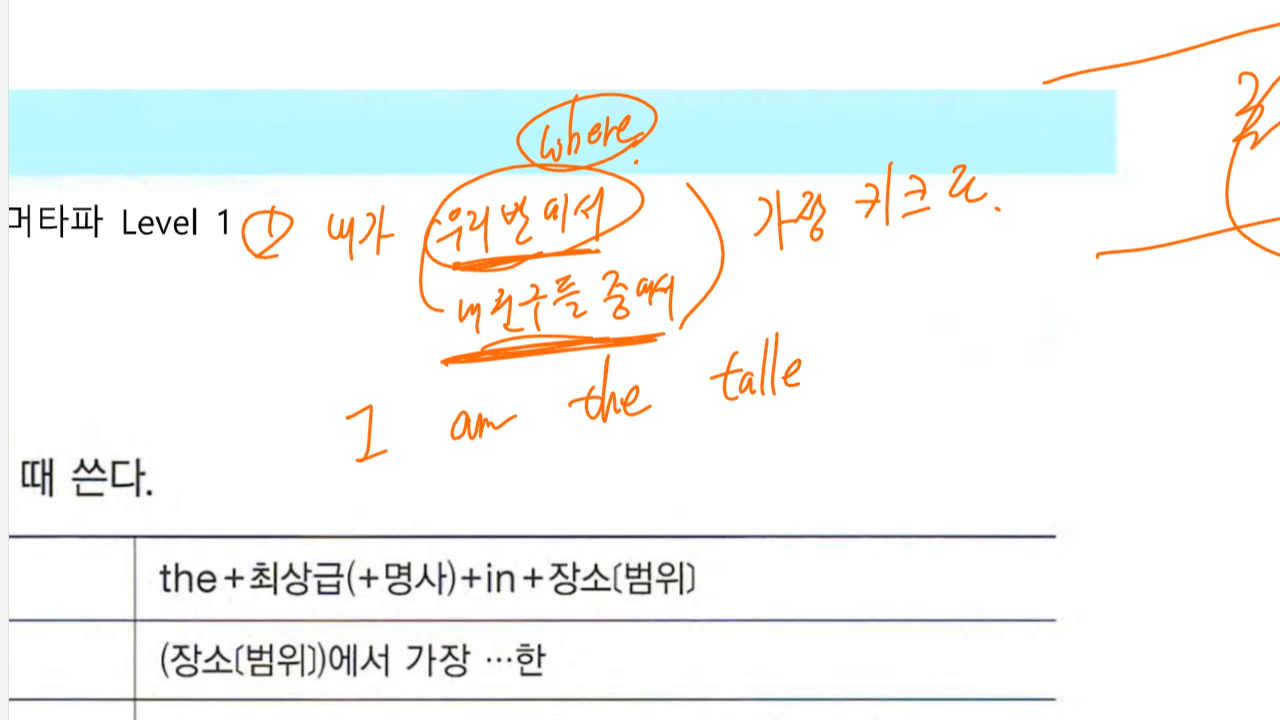 where.
머타파 Level 1 ① 내가 우리반에서 가장 키크다.
내친구들 중에서
I am the talle
때 쓴다.
the+최상급(+명사)+in+장소〔범위〕
(장소〔범위〕)에서 가장 …한